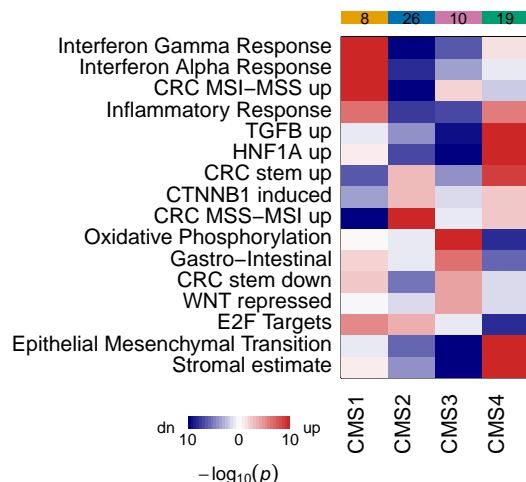 8 26 10 19
Interferon Gamma Response
Interferon Alpha Response
CRC MSI−MSS up
Inflammatory Response
TGFB up
HNF1A up
CRC stem up
CTNNB1 induced
CRC MSS−MSI up
Oxidative Phosphorylation
Gastro−Intestinal
CRC stem down
WNT repressed
E2F Targets
Epithelial Mesenchymal Transition
Stromal estimate
CMS1 CMS2 CMS3 CMS4
dn up
10 0 10
−log10(p)